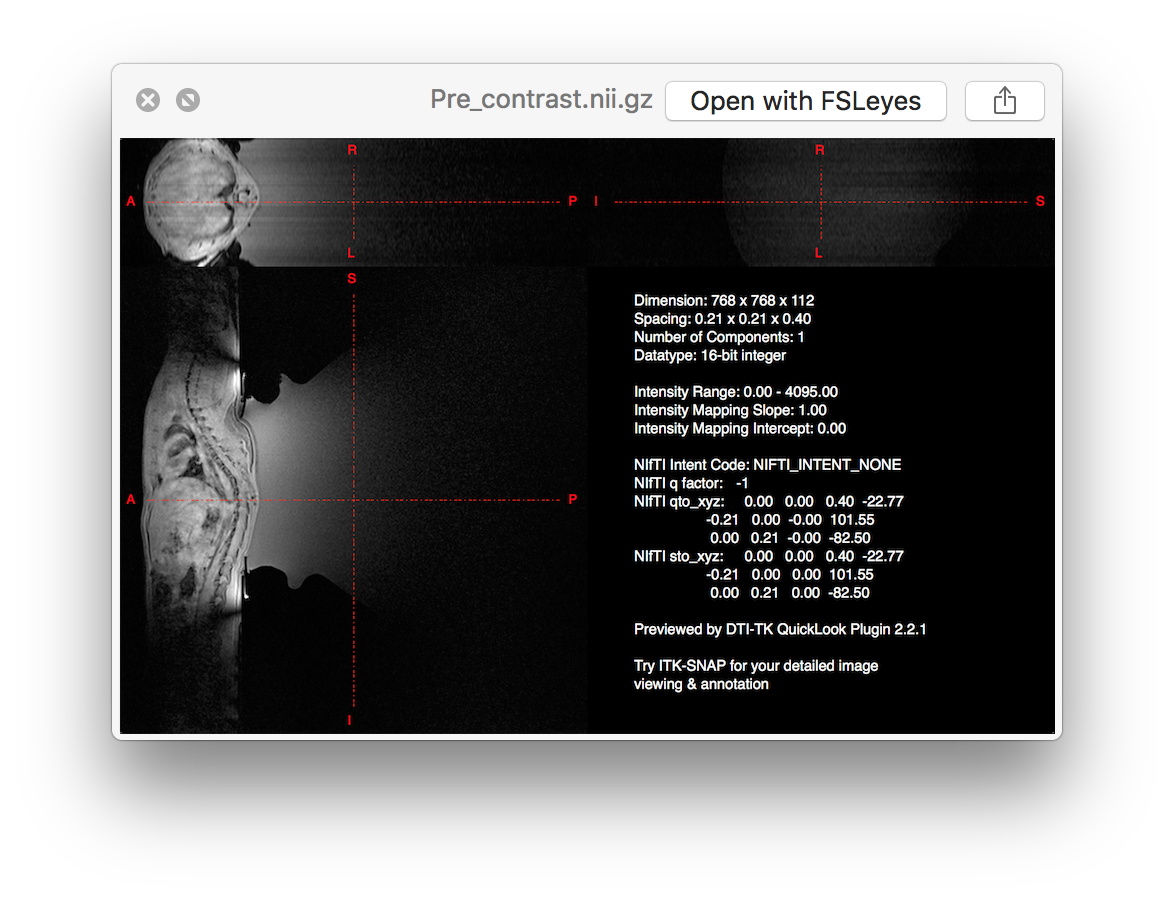 Pre_contrast.nii.gz
Open with FSLeyes
R
A
P
L
R
I
S
L
S
A
P
I
Dimension: 768 x 768 x 112
Spacing: 0.21 x 0.21 x 0.40
Number of Components: 1
Datatype: 16-bit integer
Intensity Range: 0.00 - 4095.00
Intensity Mapping Slope: 1.00
Intensity Mapping Intercept: 0.00
NIfTI Intent Code: NIFTI_INTENT_NONE
NIfTI q factor: -1
NIfTI qto_xyz: 0.00 0.00 0.40 -22.77
-0.21 0.00 -0.00 101.55
0.00 0.21 -0.00 -82.50
NIfTI sto_xyz: 0.00 0.00 0.40 -22.77
-0.21 0.00 0.00 101.55
0.00 0.21 0.00 -82.50
Previewed by DTI-TK QuickLook Plugin 2.2.1
Try ITK-SNAP for your detailed image
viewing & annotation